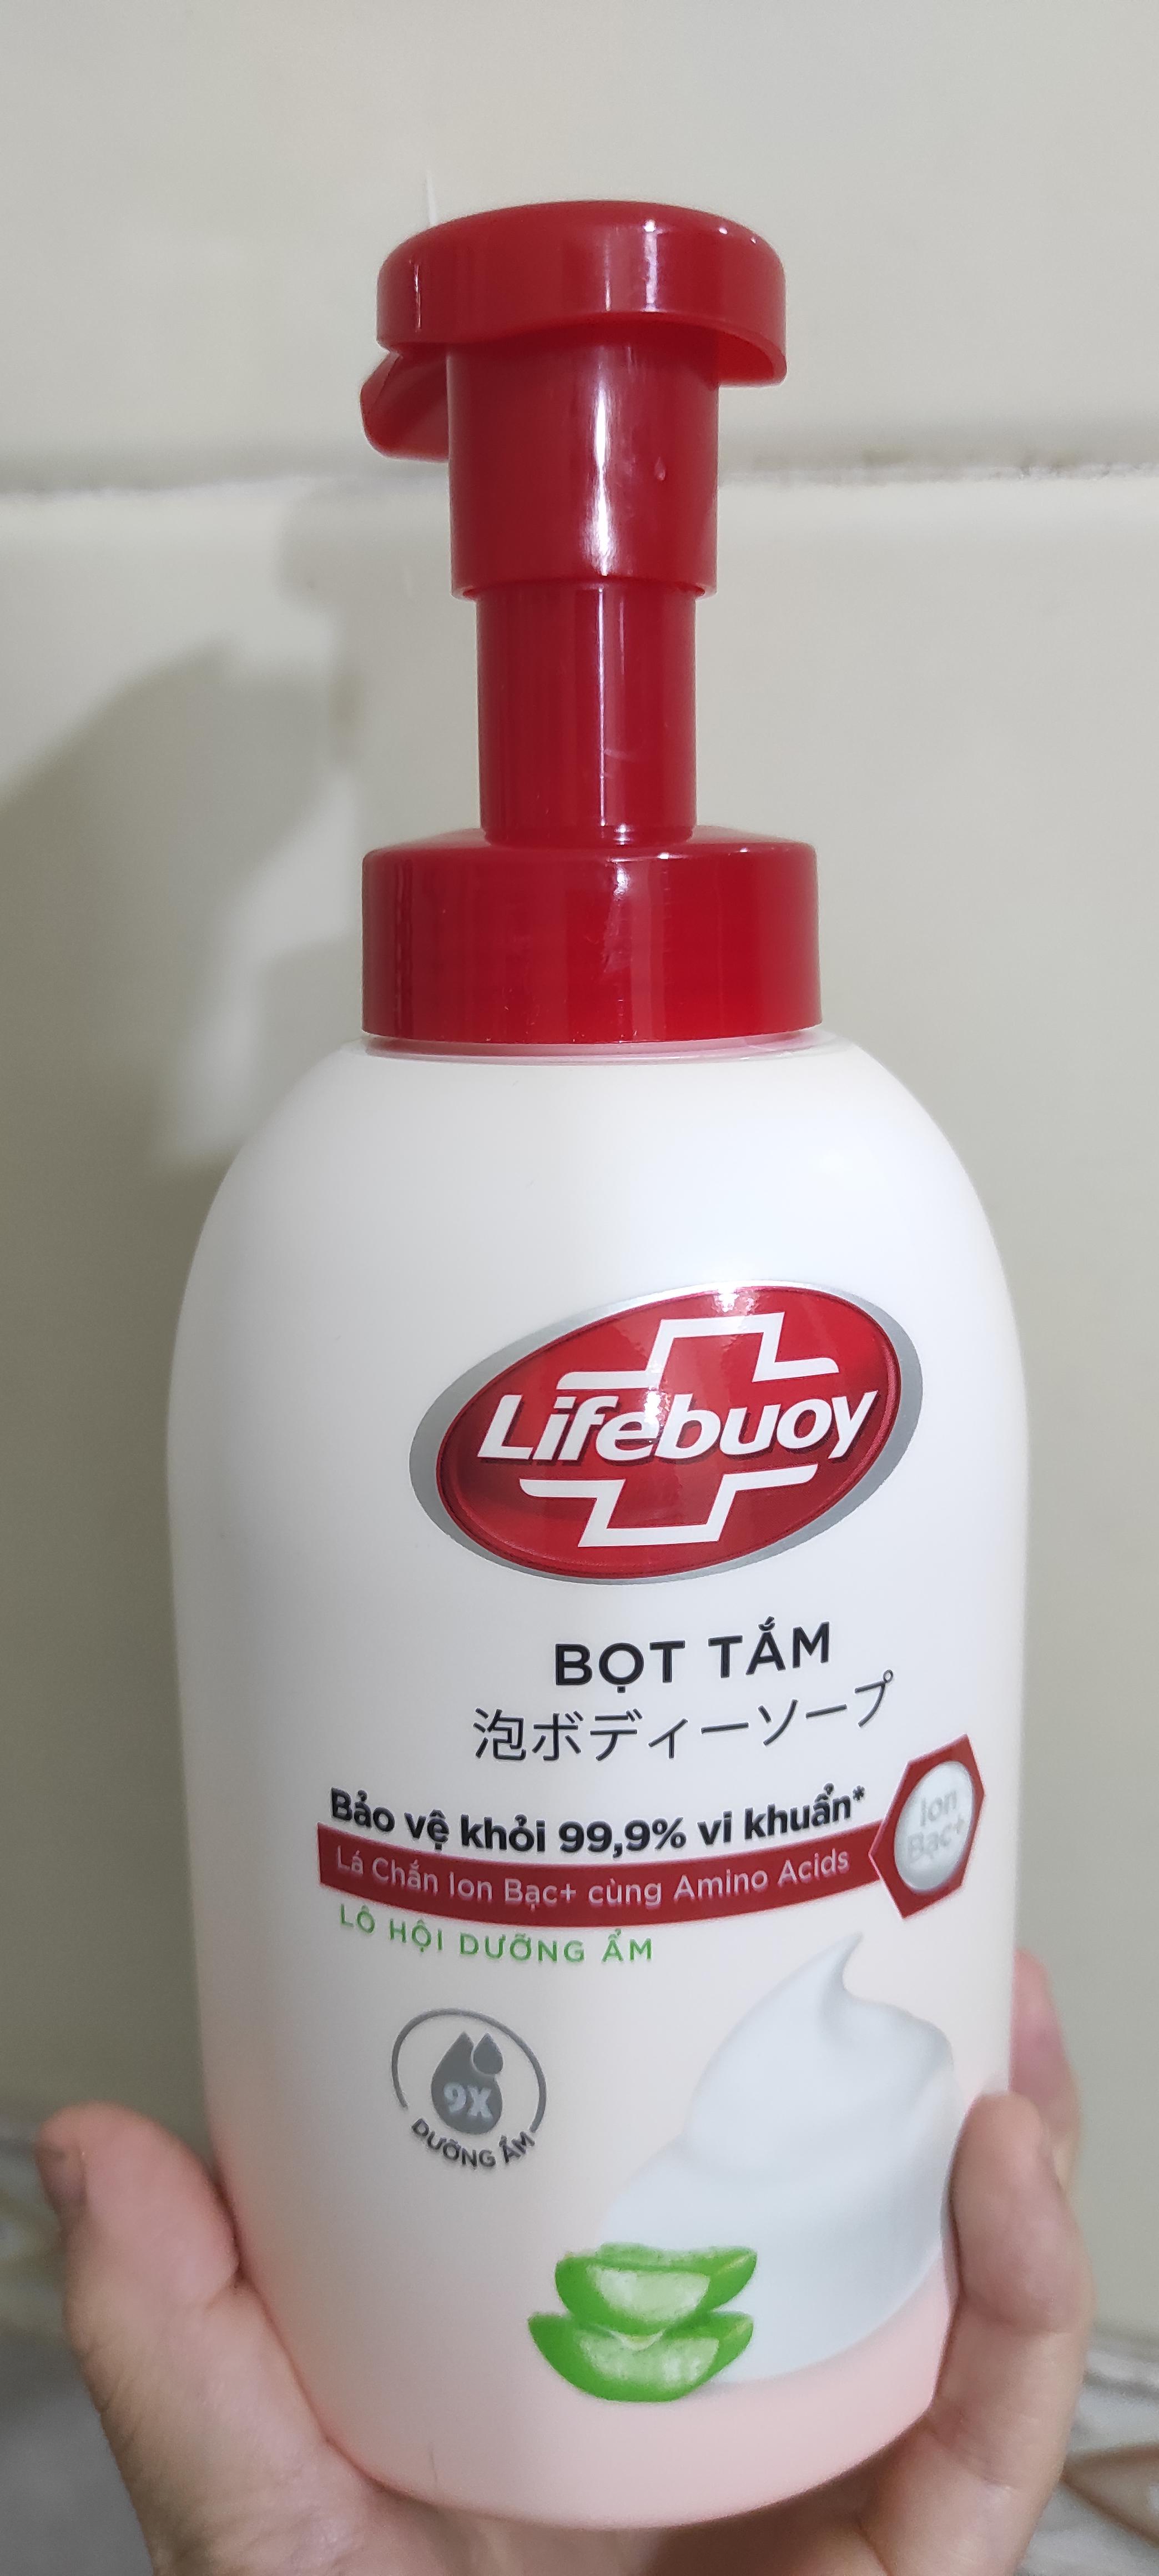 Lifebuoy
BỌT TẮM
泡ボディーソープ
Bảo vệ khỏi 99,9% vi khuẩn*
Lá Chắn Ion Bạc+ cùng Amino Acids
Ion
Bạc+
LÔ HỘI DƯỠNG ẨM
9X
DƯỠNG ẨM